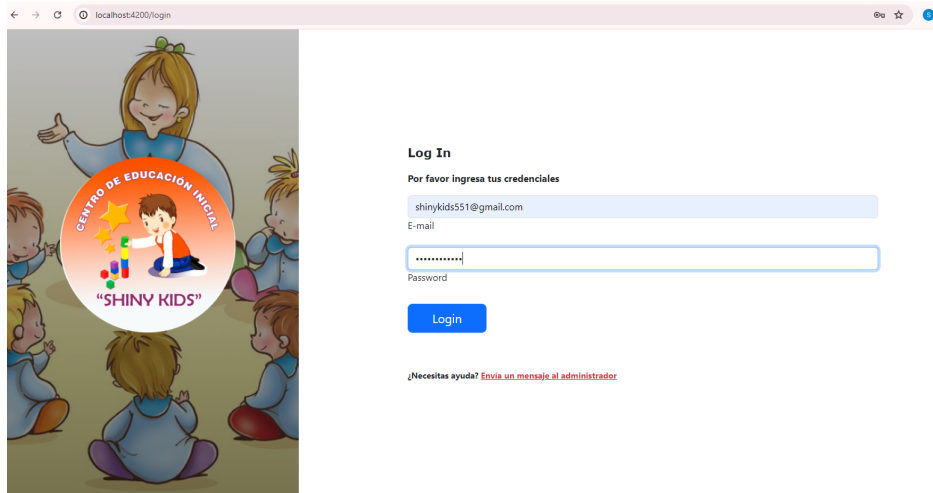 localhost:4200/login
S
CENTRO DE EDUCACIÓN INICIAL
"SHINY KIDS"
Log In
Por favor ingresa tus credenciales
shinykids551@gmail.com
E-mail
••••••••••••
Password
Login
¿Necesitas ayuda? Envía un mensaje al administrador